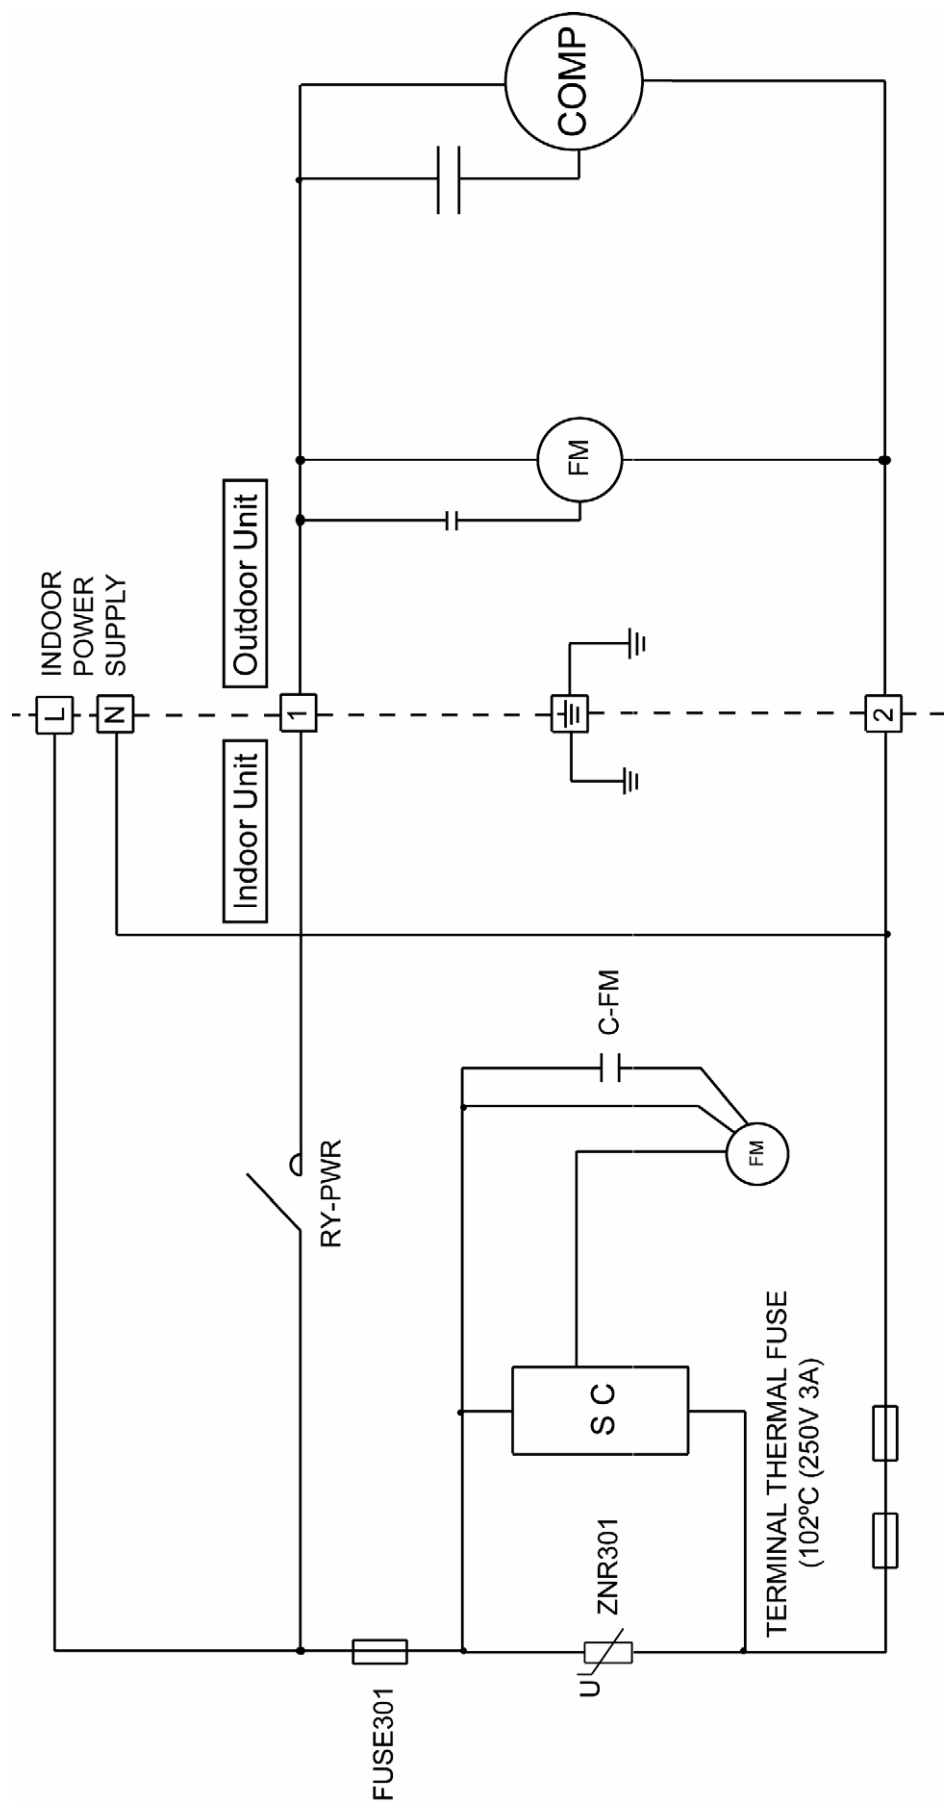 INDOOR
POWER
SUPPLY
L
N
Outdoor Unit
Indoor Unit
1
2
COMP
FM
RY-PWR
C-FM
FM
S C
FUSE301
ZNR301
U
TERMINAL THERMAL FUSE
(102ºC (250V 3A)